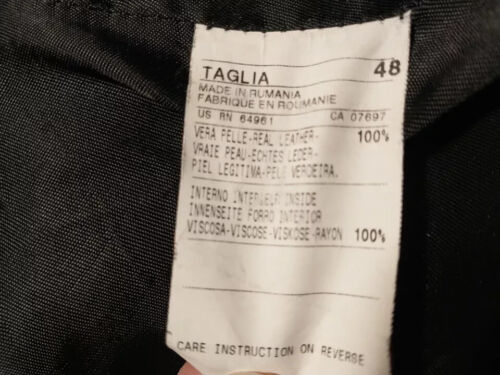 TAGLIA 48
MADE IN RUMANIA
FABRIQUE EN ROUMANIE
US RN 64961 CA 07697
VERA PELLE-REAL LEATHER- 100%
VRAIE PEAU-ECHTES LEDER-
PIEL LEGITIMA-PELE VERDEIRA.
INTERNO INTERIEUR INSIDE
INNENSEITE FORRO INTERIOR
VISCOSA-VISCOSE-VISKOSE-RAYON 100%
CARE INSTRUCTION ON REVERSE